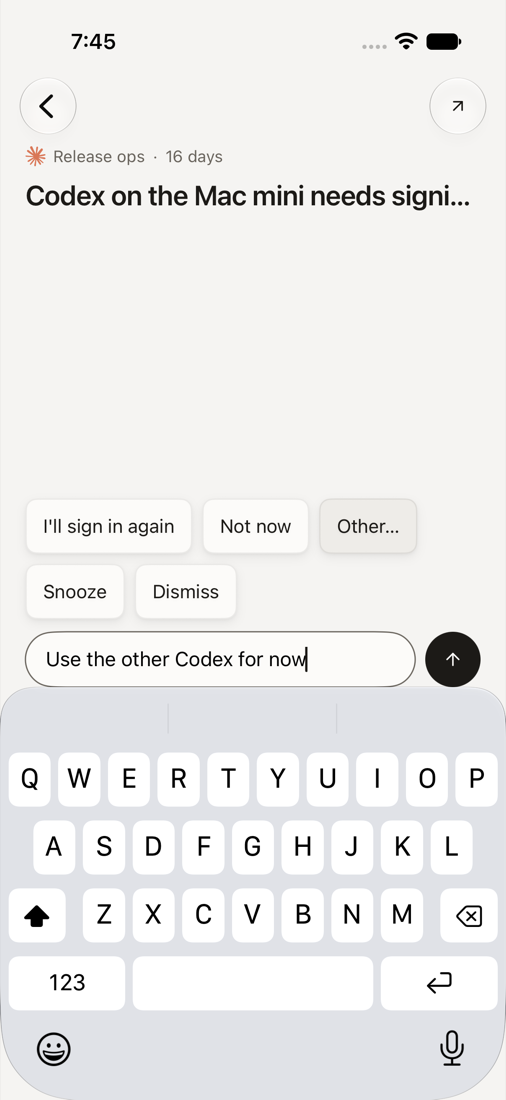 7:45
Release ops · 16 days
Codex on the Mac mini needs signi...
I'll sign in again
Not now
Other...
Snooze
Dismiss
Use the other Codex for now
Q W E R T Y U I O P
A S D F G H J K L
Z X C V B N M
123